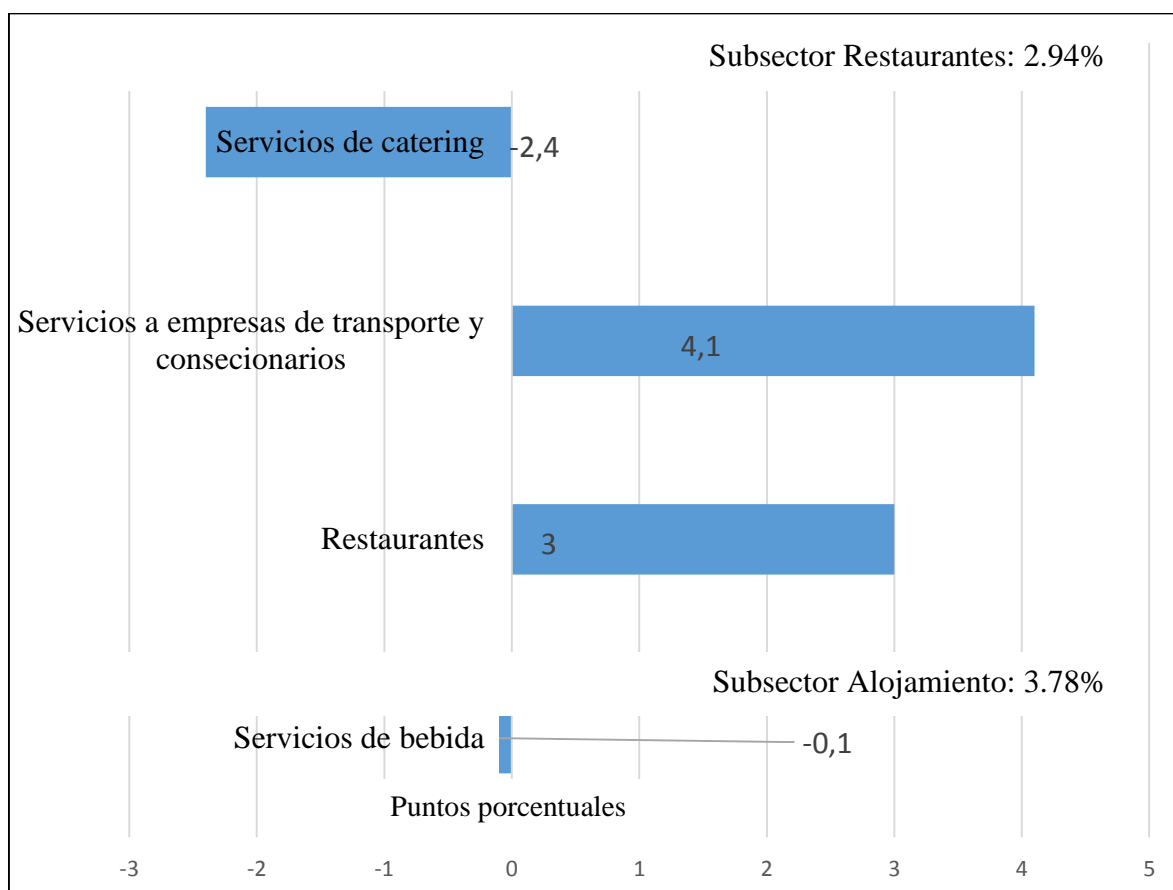 Subsector Restaurantes: 2.94%
Servicios de catering
-2,4
Servicios a empresas de transporte y
consecionarios
4,1
Restaurantes
3
Subsector Alojamiento: 3.78%
Servicios de bebida
-0,1
Puntos porcentuales
-3 -2 -1 0 1 2 3 4 5